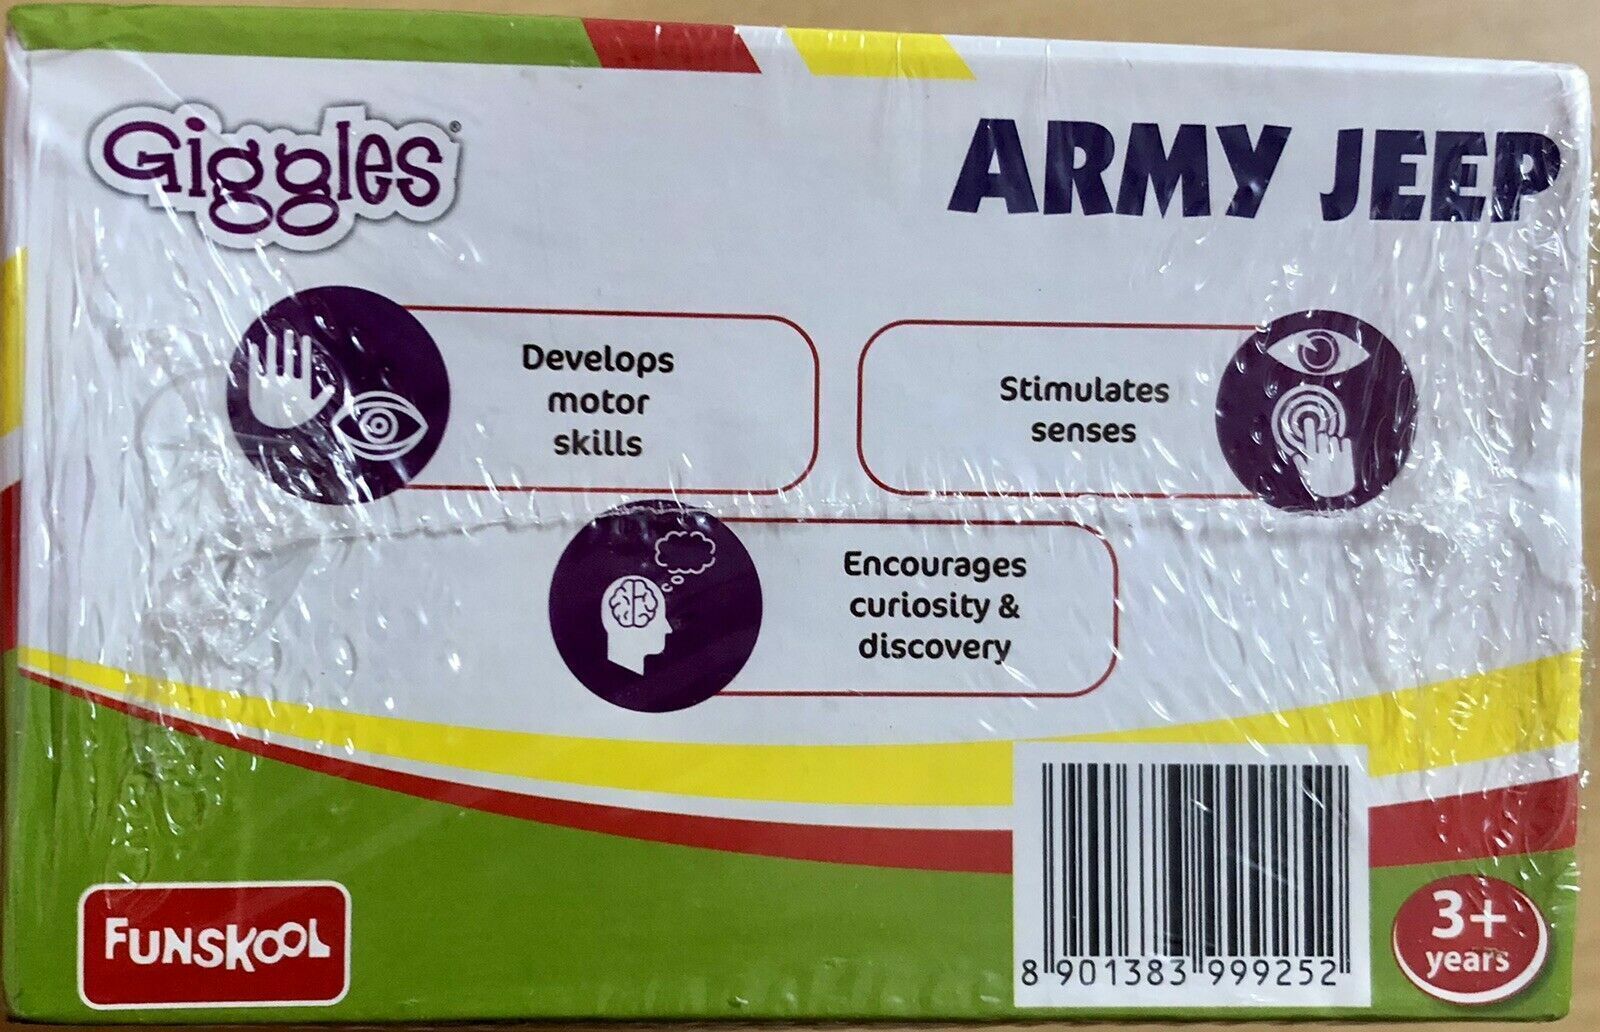 Giggles®
ARMY JEEP
Develops
motor
skills
Stimulates
senses
Encourages
curiosity &
discovery
FUNSKOOL
8 901383 999252
3+
years